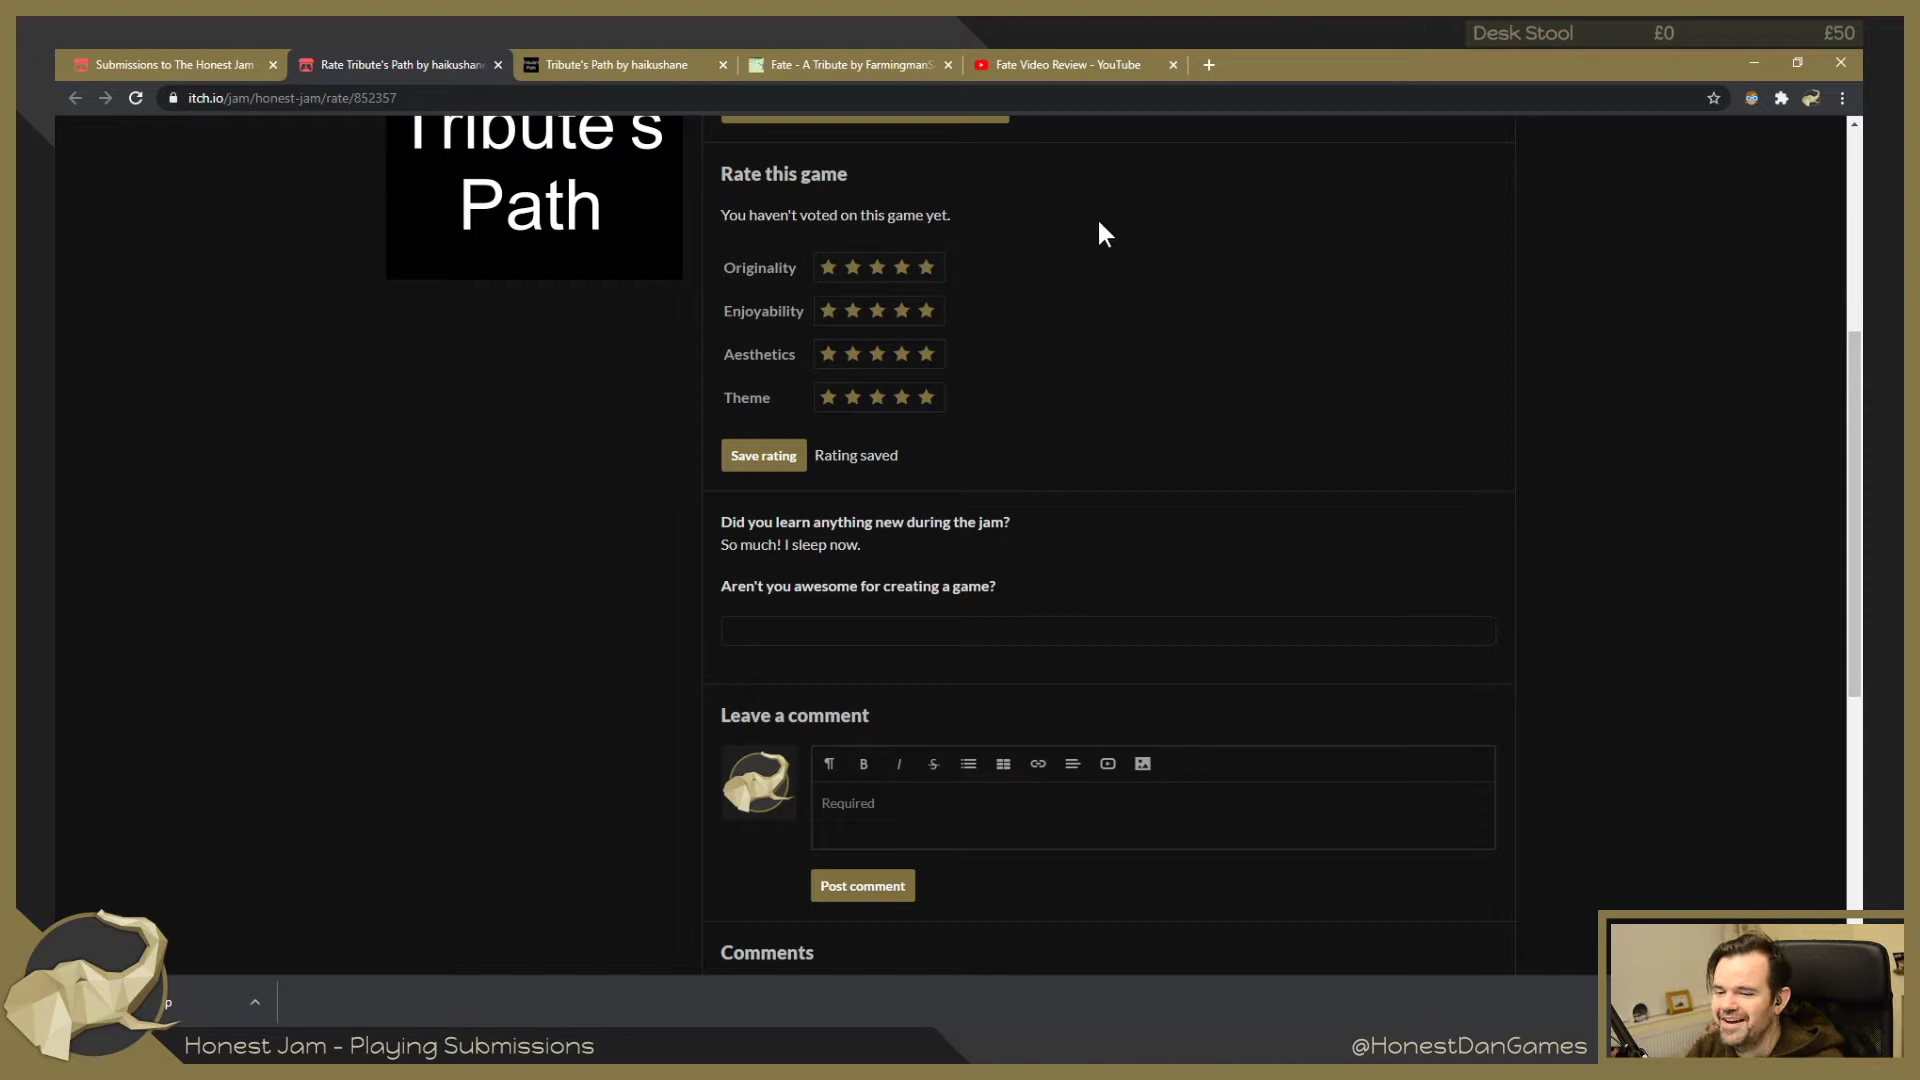 Desk Stool £0 £50
Submissions to The Honest Jam
Rate Tribute's Path by haikushane
Tribute's Path by haikushane
Fate - A Tribute by FarmingmanS
Fate Video Review - YouTube
itch.io/jam/honest-jam/rate/852357
Tribute's
Path
Rate this game
You haven't voted on this game yet.
Originality
Enjoyability
Aesthetics
Theme
Save rating Rating saved
Did you learn anything new during the jam?
So much! I sleep now.
Aren't you awesome for creating a game?
Leave a comment
Required
Post comment
Comments
p
Honest Jam - Playing Submissions
@HonestDanGames